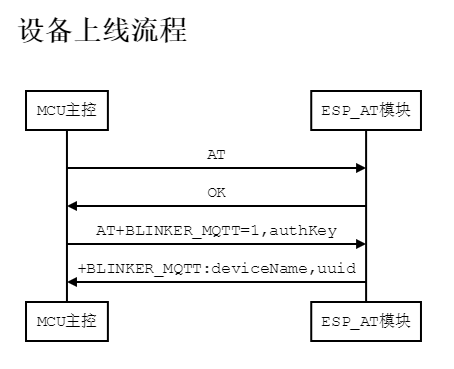 设备上线流程
MCU主控 ESP_AT模块
AT
OK
AT+BLINKER_MQTT=1,authKey
+BLINKER_MQTT:deviceName,uuid
MCU主控 ESP_AT模块